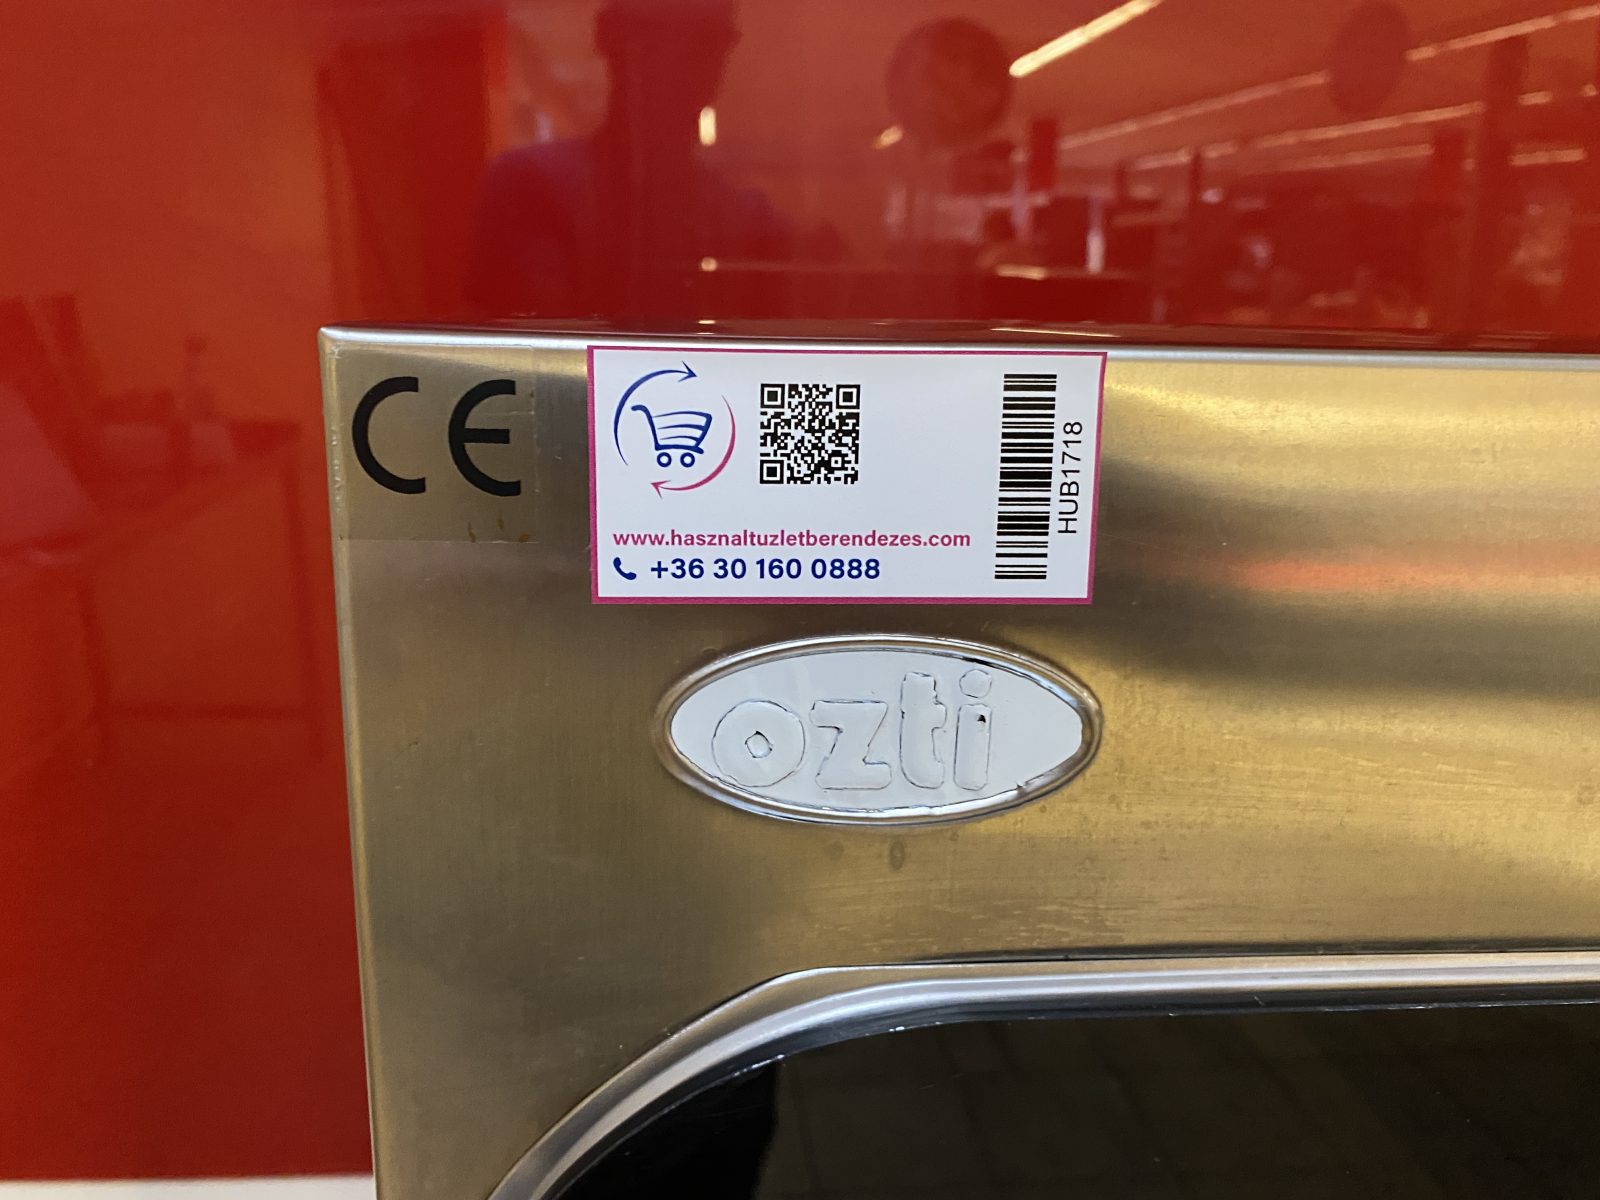 CE
www.hasznaltuzletberendezes.com
+36 30 160 0888
HUB1718
ozti